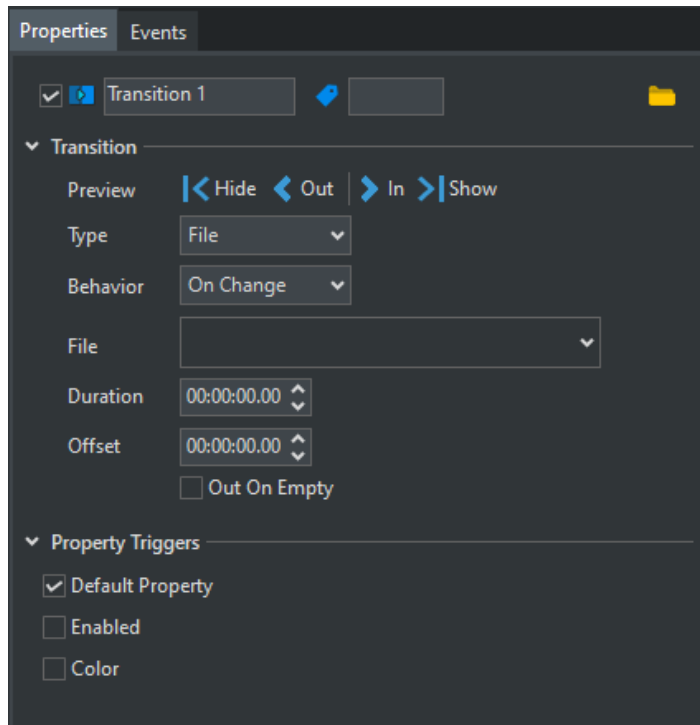 Properties Events
Transition 1
Transition
Preview Hide Out In Show
Type File
Behavior On Change
File
Duration 00:00:00.00
Offset 00:00:00.00
Out On Empty
Property Triggers
Default Property
Enabled
Color